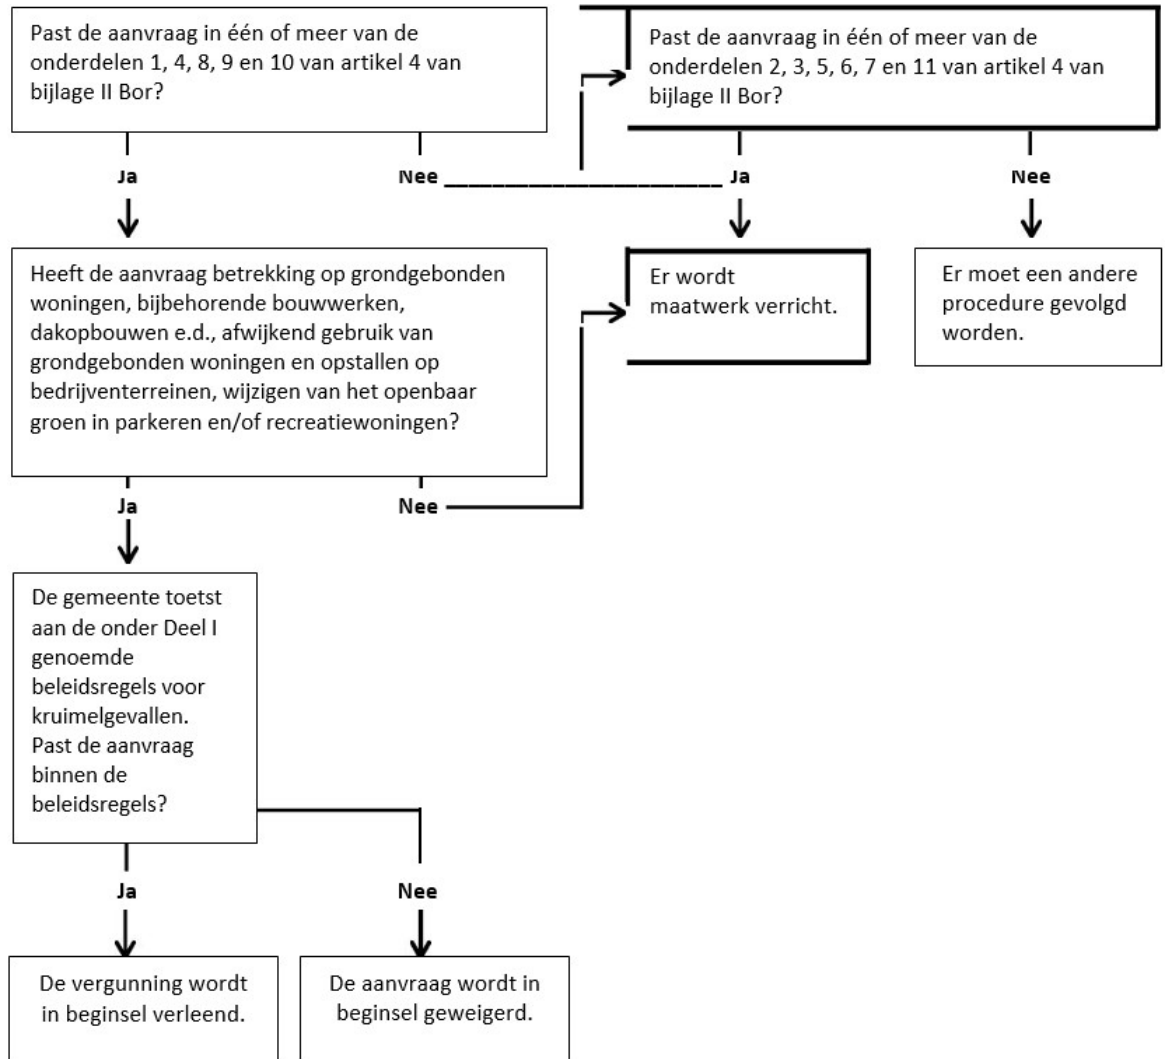 Past de aanvraag in één of meer van de
onderdelen 1, 4, 8, 9 en 10 van artikel 4 van
bijlage II Bor?
Past de aanvraag in één of meer van de
onderdelen 2, 3, 5, 6, 7 en 11 van artikel 4 van
bijlage II Bor?
Ja
Nee
Ja
Nee
Heeft de aanvraag betrekking op grondgebonden
woningen, bijbehorende bouwwerken,
dakopbouwen e.d., afwijkend gebruik van
grondgebonden woningen en opstallen op
bedrijventerreinen, wijzigen van het openbaar
groen in parkeren en/of recreatiewoningen?
Er wordt
maatwerk verricht.
Er moet een andere
procedure gevolgd
worden.
Ja
Nee
De gemeente toetst
aan de onder Deel I
genoemde
beleidsregels voor
kruimelgevallen.
Past de aanvraag
binnen de
beleidsregels?
Ja
Nee
De vergunning wordt
in beginsel verleend.
De aanvraag wordt in
beginsel geweigerd.